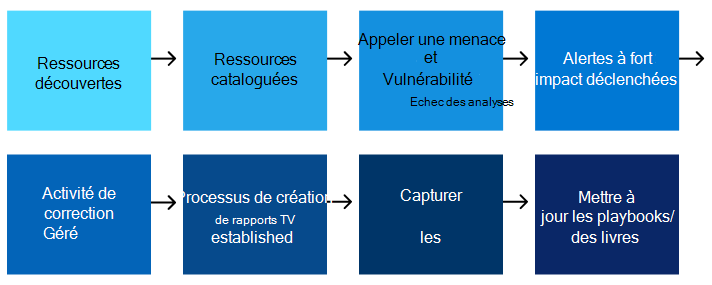 Ressources
découvertes
Ressources
cataloguées
Appeler une menace
et
Vulnérabilité
Echec des analyses
Alertes à fort
impact déclenchées
Activité de
correction
Géré
Processus de création
de rapports TV
established
Capturer
les
Mettre à
jour les playbooks/
des livres